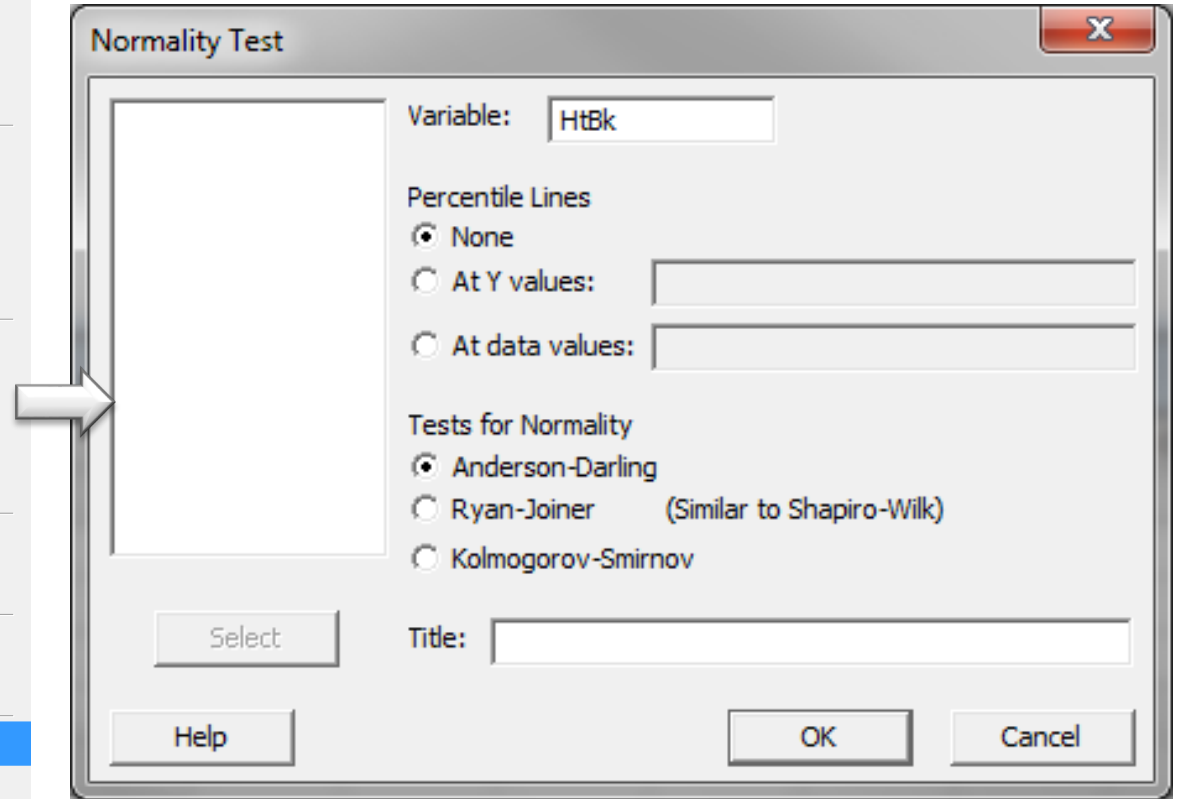 Normality Test
Variable: HtBk
Percentile Lines
None
At Y values:
At data values:
Tests for Normality
Anderson-Darling
Ryan-Joiner (Similar to Shapiro-Wilk)
Kolmogorov-Smirnov
Select
Title:
Help
OK
Cancel